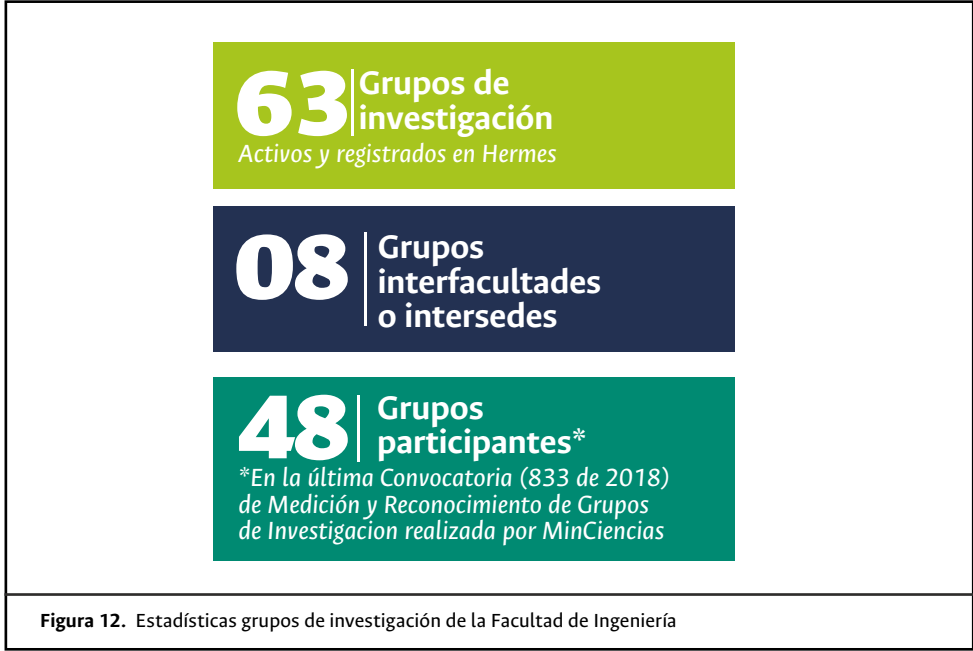 63 Grupos de
investigación
Activos y registrados en Hermes
08 Grupos
interfacultades
o intersedes
48 Grupos
participantes*
*En la última Convocatoria (833 de 2018)
de Medición y Reconocimiento de Grupos
de Investigacion realizada por MinCiencias
Figura 12. Estadísticas grupos de investigación de la Facultad de Ingeniería